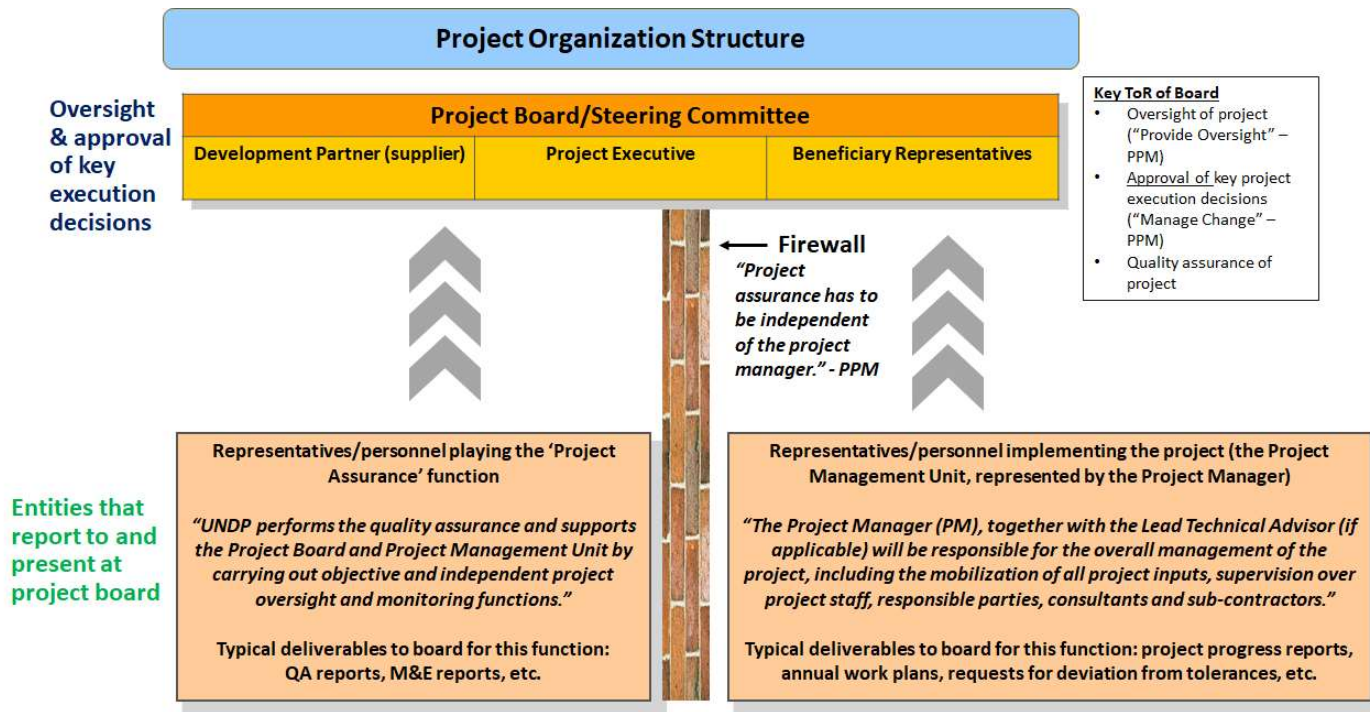 Project Organization Structure
Oversight
& approval
of key
execution
decisions
Project Board/Steering Committee
Development Partner (supplier)
Project Executive
Beneficiary Representatives
Key ToR of Board
• Oversight of project
(“Provide Oversight” –
PPM)
• Approval of key project
execution decisions
(“Manage Change” –
PPM)
• Quality assurance of
project
Firewall
“Project
assurance has to
be independent
of the project
manager.” - PPM
Entities that
report to and
present at
project board
Representatives/personnel playing the ‘Project
Assurance’ function
“UNDP performs the quality assurance and supports
the Project Board and Project Management Unit by
carrying out objective and independent project
oversight and monitoring functions.”
Typical deliverables to board for this function:
QA reports, M&E reports, etc.
Representatives/personnel implementing the project (the Project
Management Unit, represented by the Project Manager)
“The Project Manager (PM), together with the Lead Technical Advisor (if
applicable) will be responsible for the overall management of the
project, including the mobilization of all project inputs, supervision over
project staff, responsible parties, consultants and sub-contractors.”
Typical deliverables to board for this function: project progress reports,
annual work plans, requests for deviation from tolerances, etc.